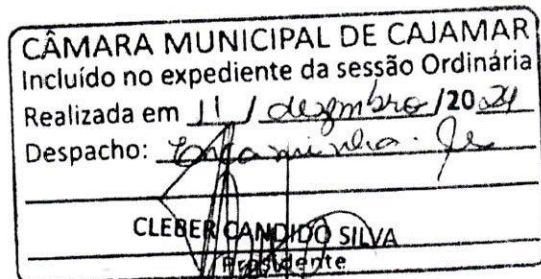 CÂMARA MUNICIPAL DE CAJAMAR
Incluído no expediente da sessão Ordinária
Realizada em 11 / dezembro /2024
Despacho: Encaminha-se
CLEBER CANDIDO SILVA
Presidente